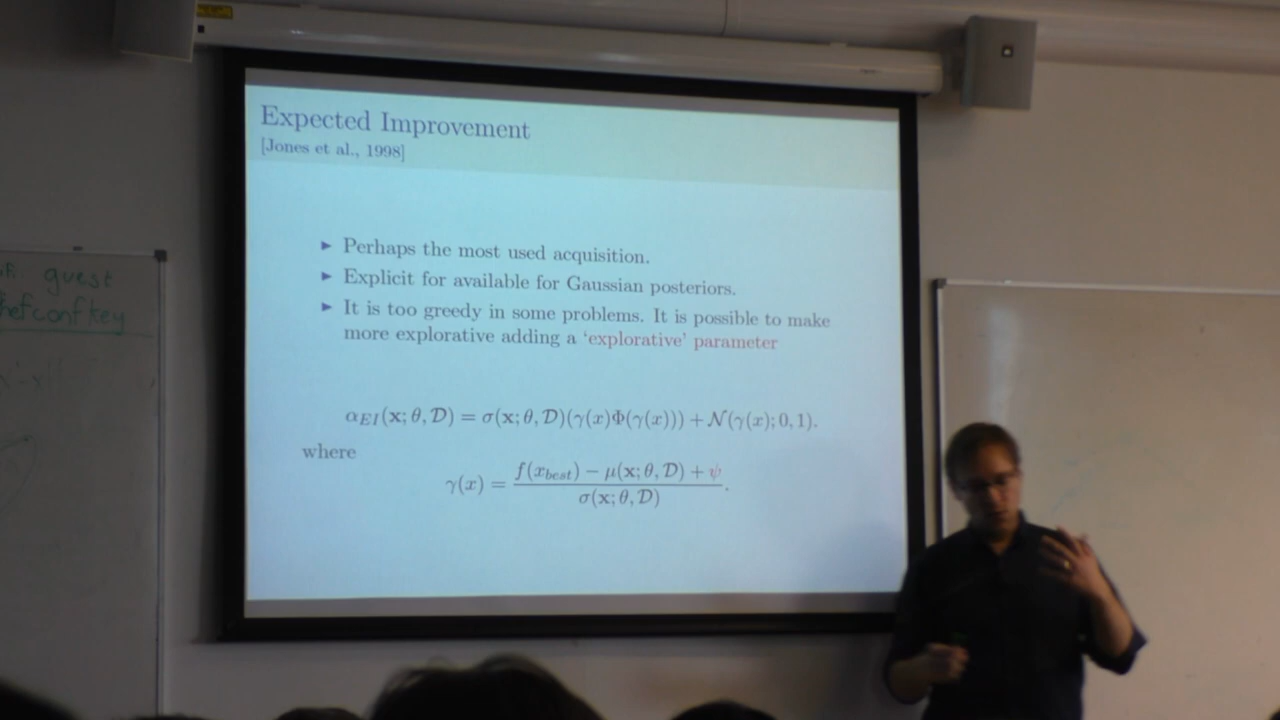 Expected Improvement
[Jones et al., 1998]
▶ Perhaps the most used acquisition.
▶ Explicit for available for Gaussian posteriors.
▶ It is too greedy in some problems. It is possible to make
more explorative adding a ‘explorative’ parameter
α_EI(x; θ, D) = σ(x; θ, D)(γ(x)Φ(γ(x))) + N(γ(x); 0, 1).
where
γ(x) = (f(x_best) − μ(x; θ, D) + ψ) / σ(x; θ, D).
guest